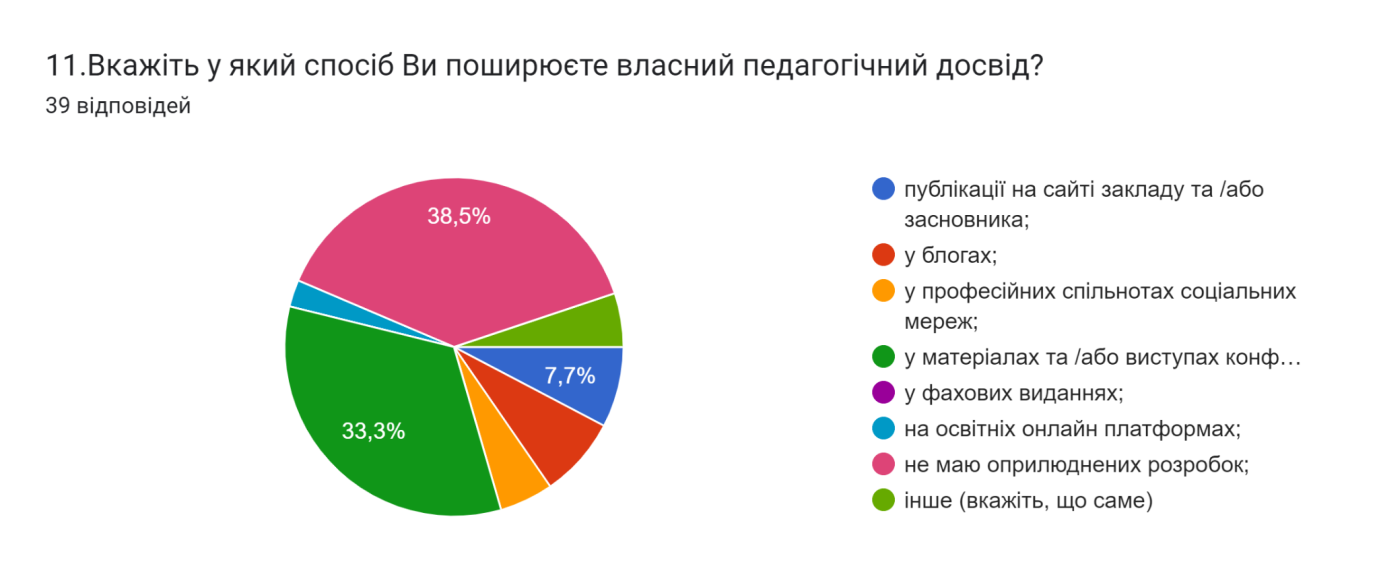 11.Вкажіть у який спосіб Ви поширюєте власний педагогічний досвід?
39 відповідей
38,5%
7,7%
33,3%
публікації на сайті закладу та /або
засновника;
у блогах;
у професійних спільнотах соціальних
мереж;
у матеріалах та /або виступах конф…
у фахових виданнях;
на освітніх онлайн платформах;
не маю оприлюднених розробок;
інше (вкажіть, що саме)